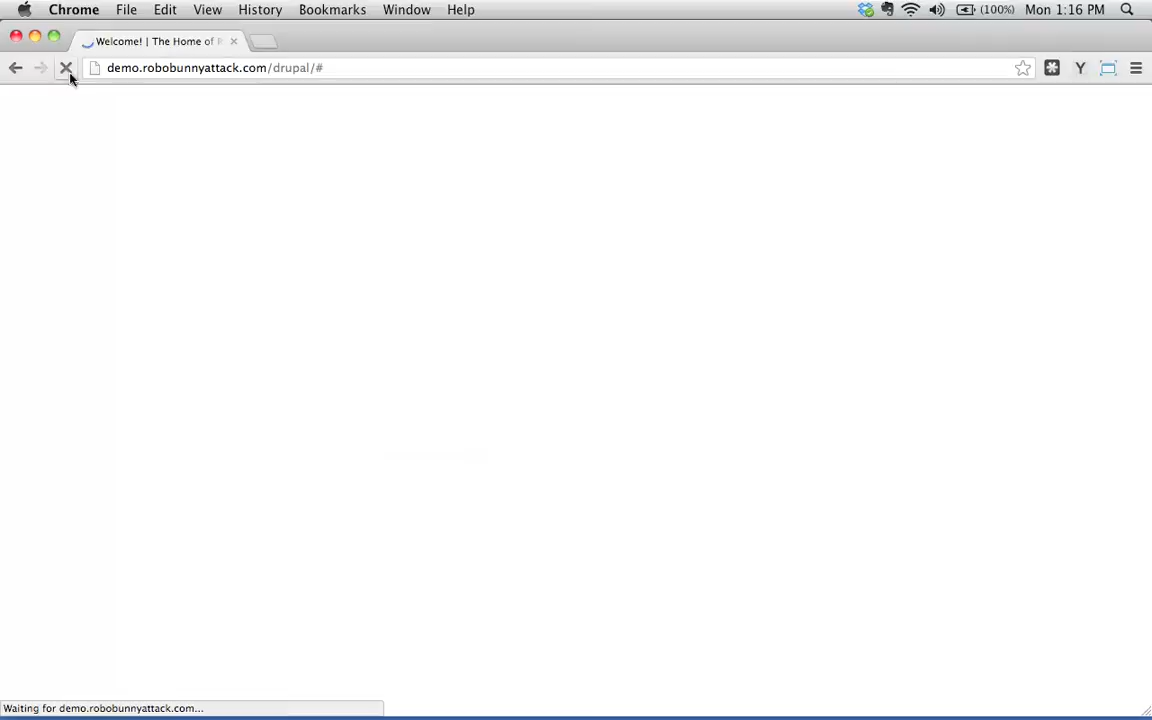 Chrome File Edit View History Bookmarks Window Help (100%) Mon 1:16 PM
Welcome! | The Home of
demo.robobunnyattack.com/drupal/#
Waiting for demo.robobunnyattack.com...